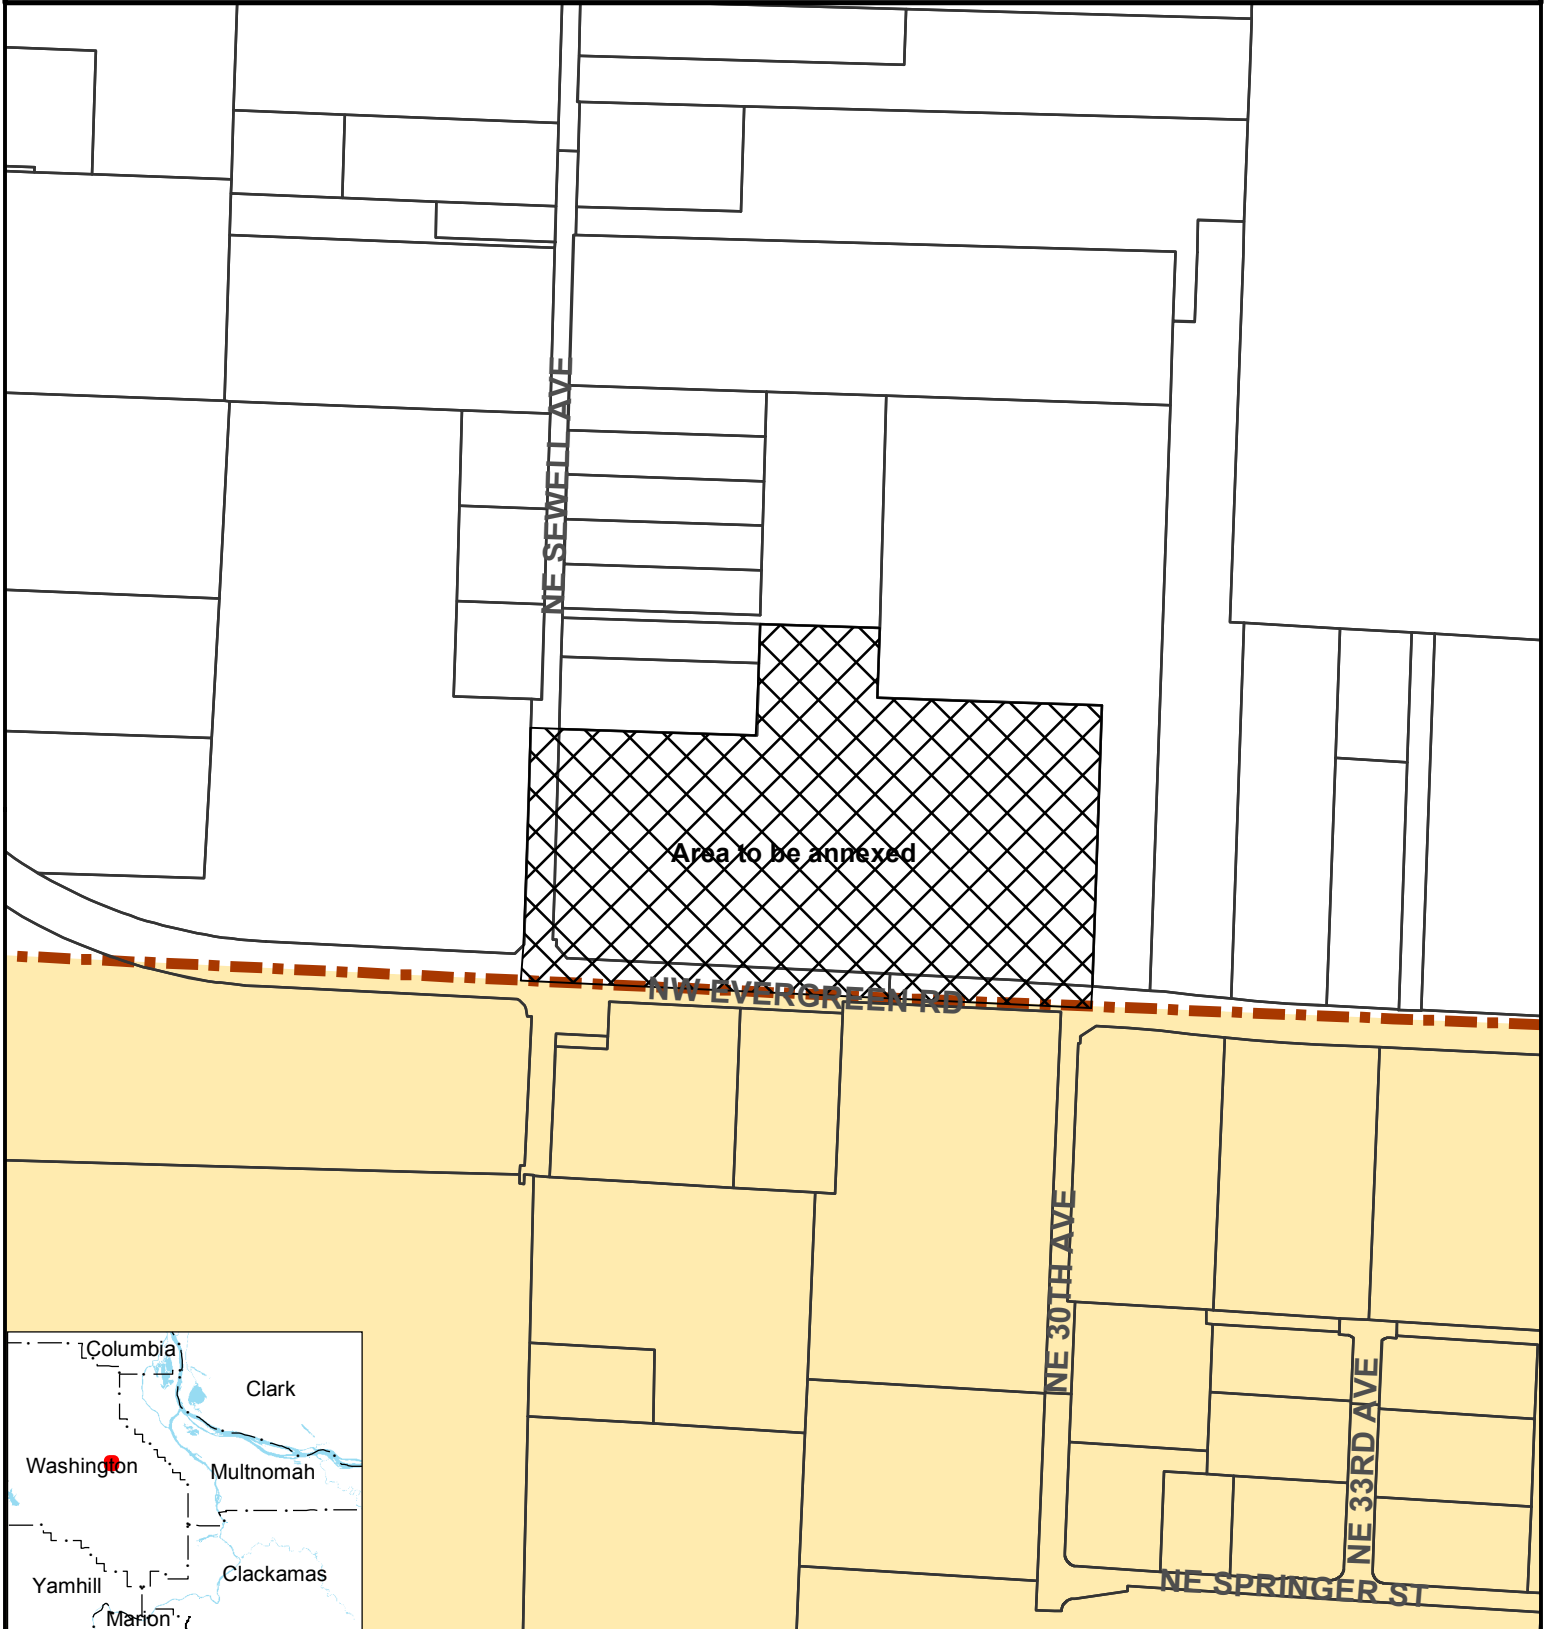 NE SEWELL AVE
Area to be annexed
NW EVERGREEN RD
NE 30TH AVE
NE 33RD AVE
NE SPRINGER ST
Columbia
Clark
Washington
Multnomah
Yamhill
Clackamas
Marion